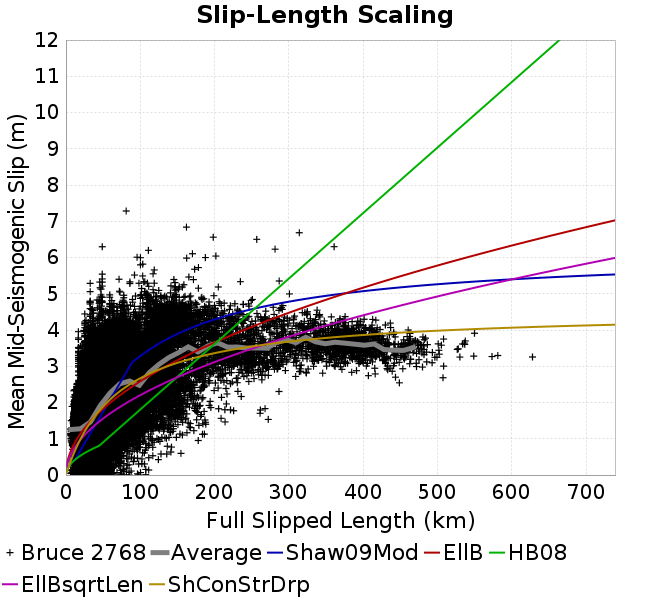 Slip-Length Scaling
Mean Mid-Seismogenic Slip (m)
12
11
10
9
8
7
6
5
4
3
2
1
0
0 100 200 300 400 500 600 700
Full Slipped Length (km)
Bruce 2768 Average Shaw09Mod EllB HB08
EllBsqrtLen ShConStrDrp